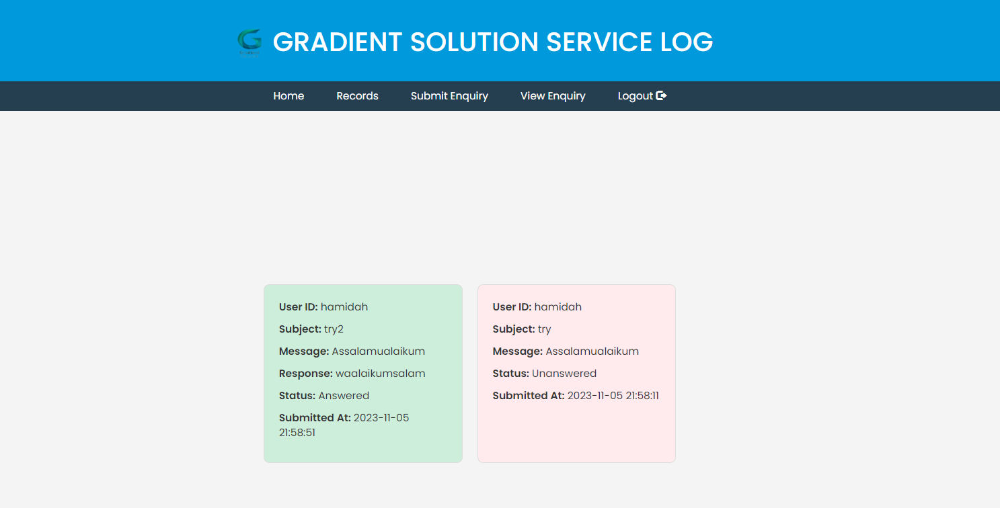 GRADIENT SOLUTION SERVICE LOG
Home Records Submit Enquiry View Enquiry Logout
User ID: hamidah
Subject: try2
Message: Assalamualaikum
Response: waalaikumsalam
Status: Answered
Submitted At: 2023-11-05
21:58:51
User ID: hamidah
Subject: try
Message: Assalamualaikum
Status: Unanswered
Submitted At: 2023-11-05 21:58:11